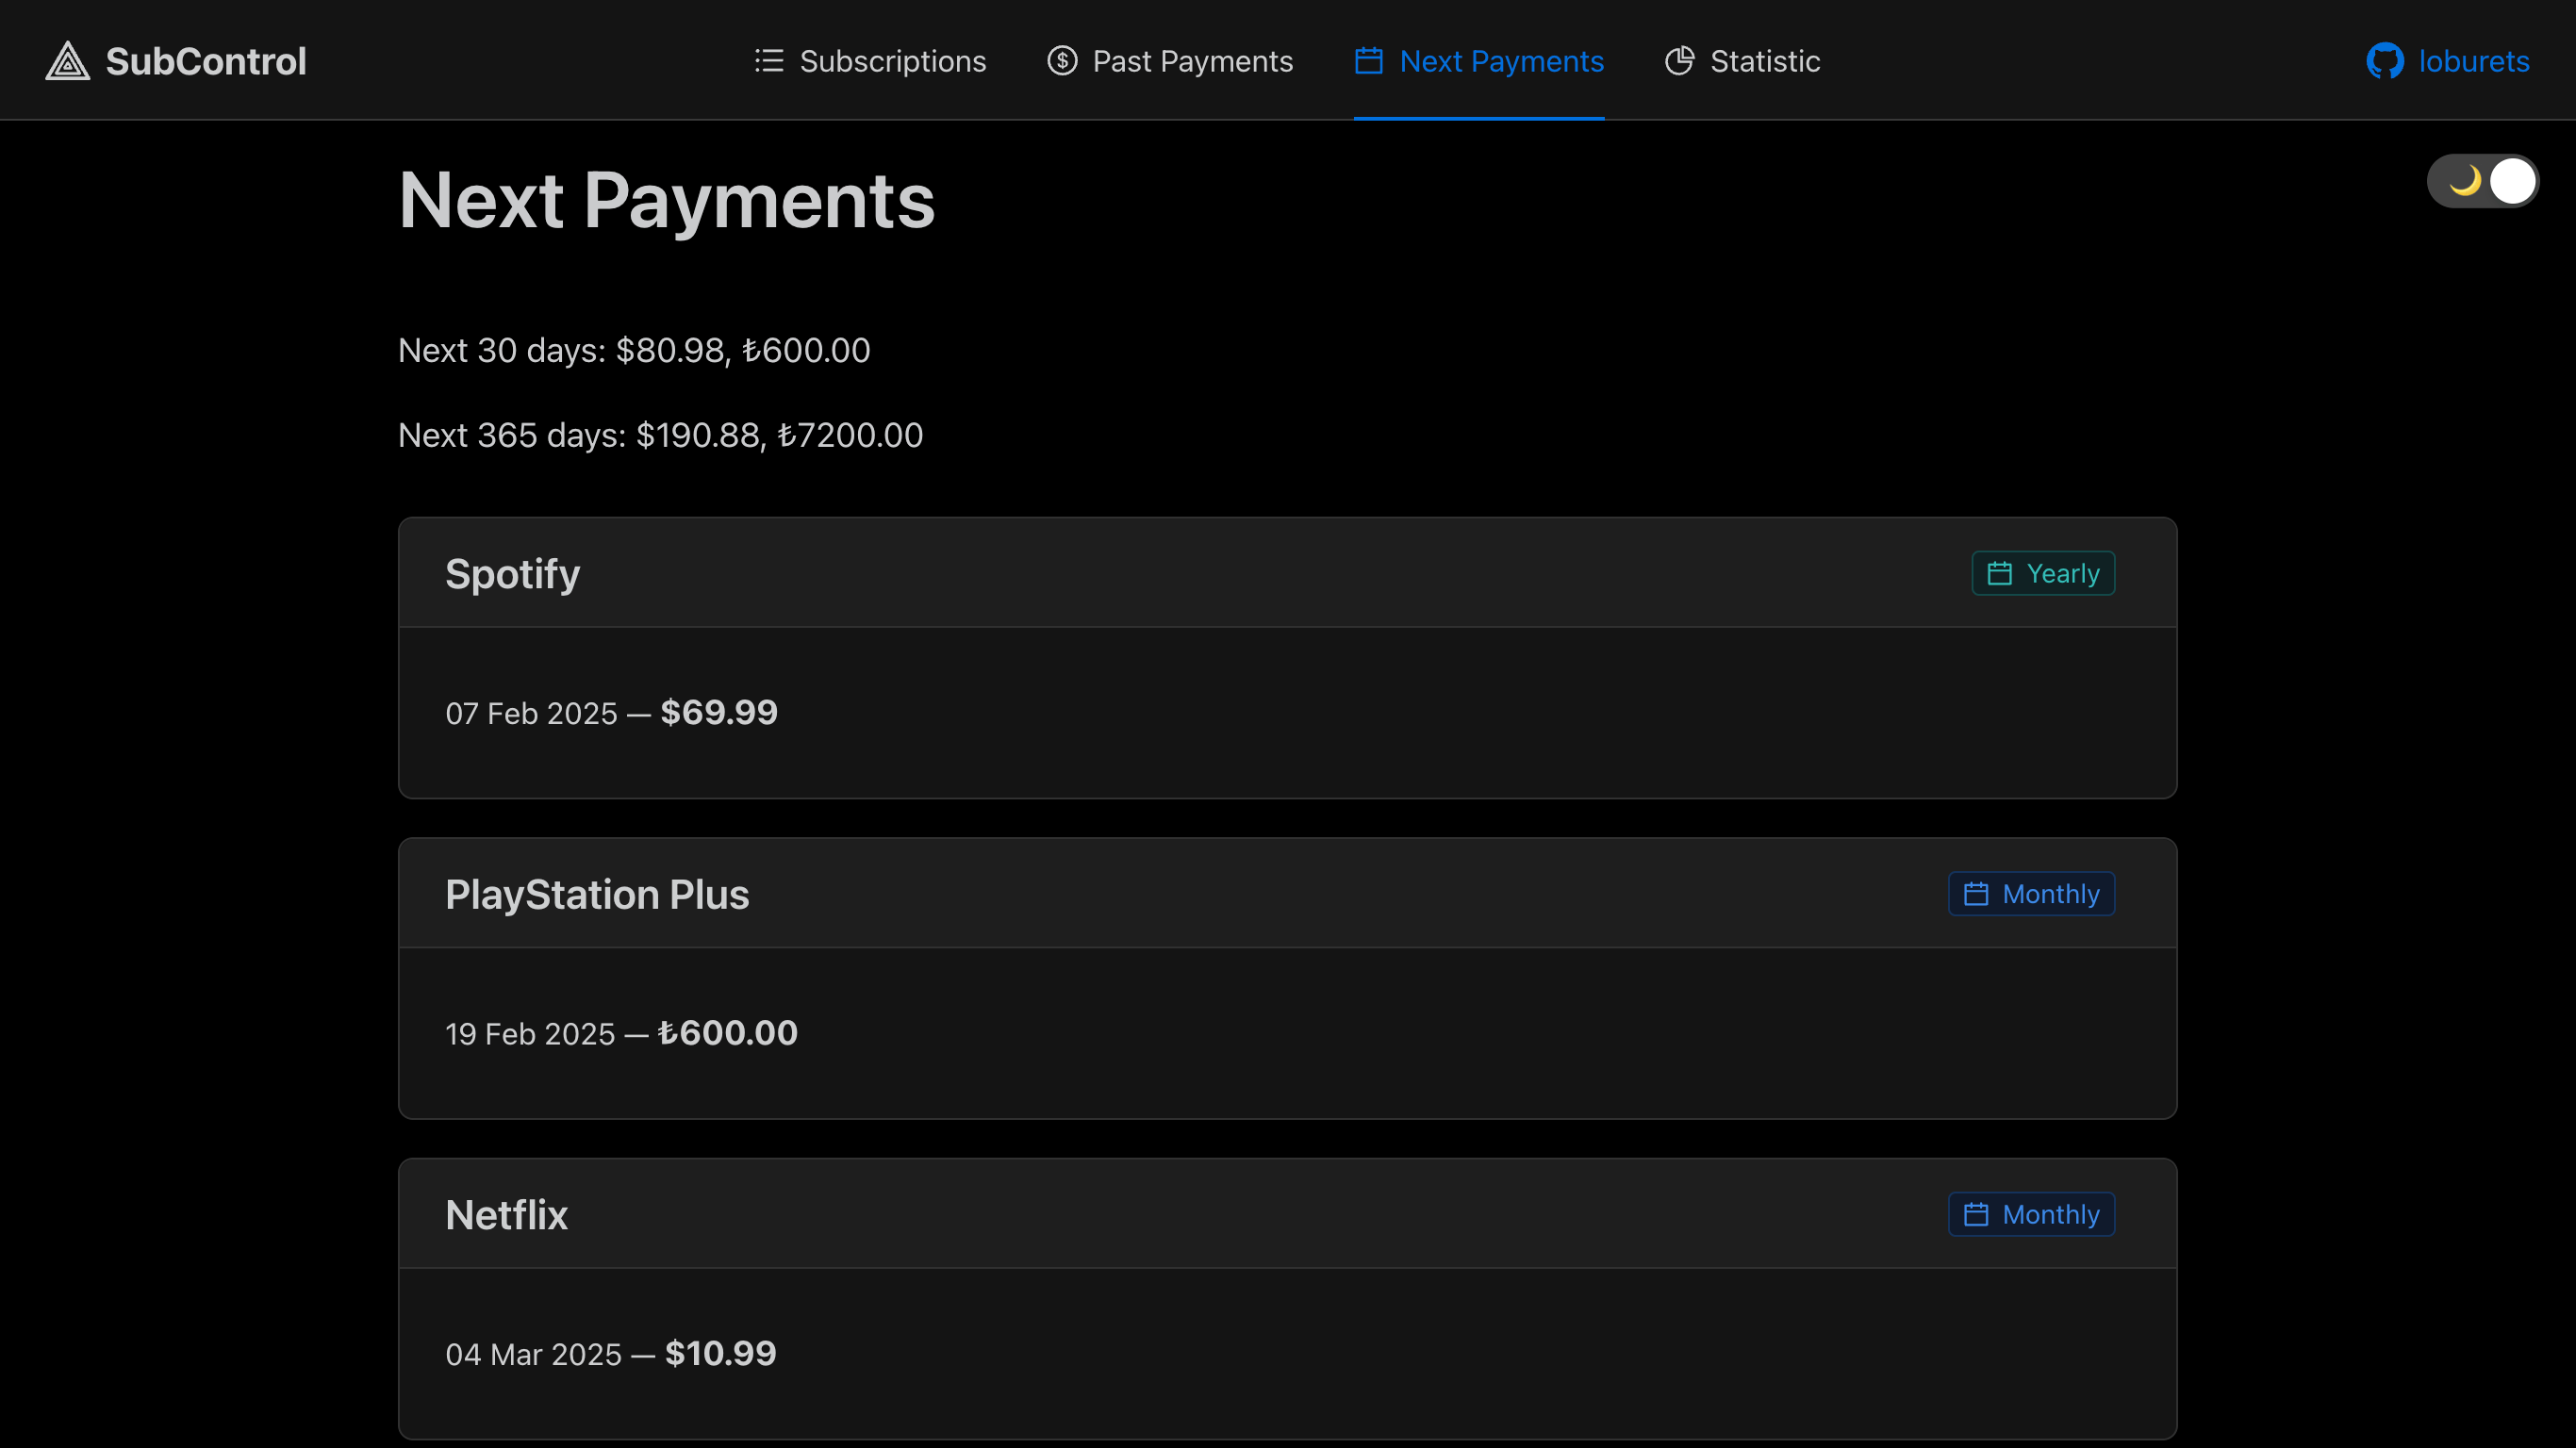 SubControl
Subscriptions
Past Payments
Next Payments
Statistic
loburets
Next Payments
Next 30 days: $80.98, ₺600.00
Next 365 days: $190.88, ₺7200.00
Spotify
Yearly
07 Feb 2025 — $69.99
PlayStation Plus
Monthly
19 Feb 2025 — ₺600.00
Netflix
Monthly
04 Mar 2025 — $10.99